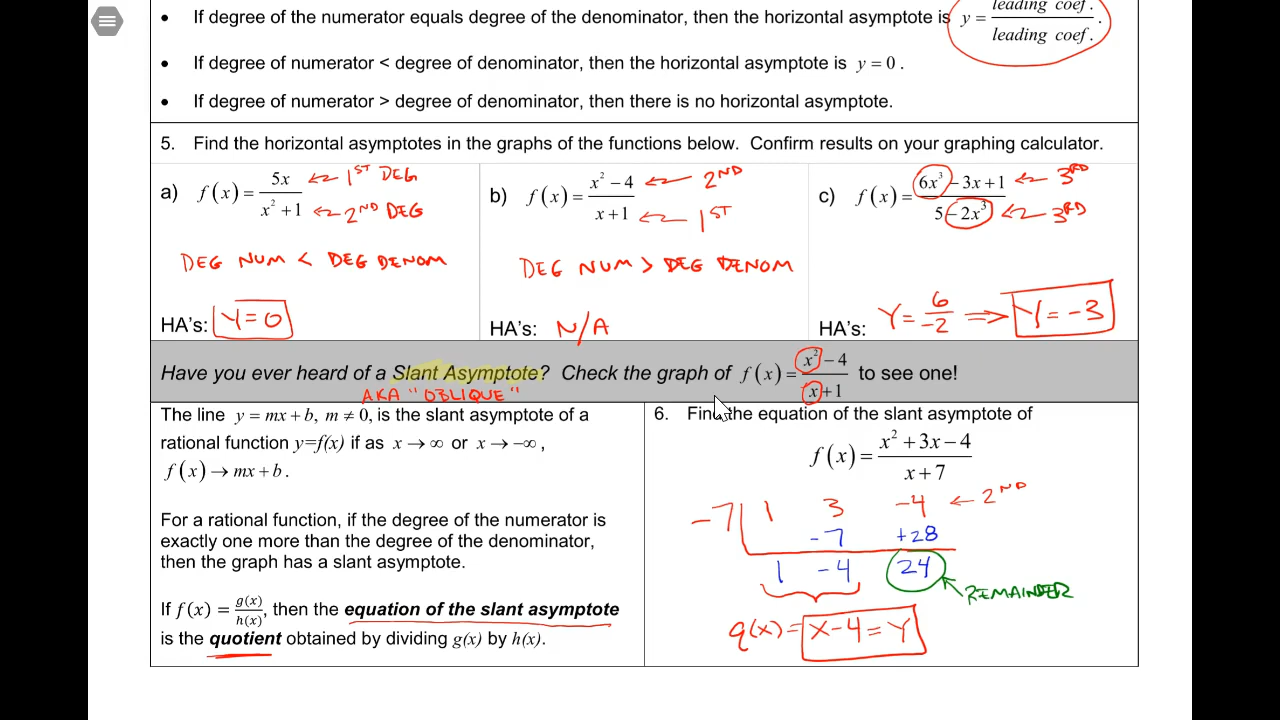 • If degree of the numerator equals degree of the denominator, then the horizontal asymptote is y = leading coef. / leading coef.
• If degree of numerator < degree of denominator, then the horizontal asymptote is y = 0 .
• If degree of numerator > degree of denominator, then there is no horizontal asymptote.
5. Find the horizontal asymptotes in the graphs of the functions below. Confirm results on your graphing calculator.
a) f(x) = 5x / x² + 1
← 1ST DEG
← 2ND DEG
DEG NUM < DEG DENOM
HA's: Y = 0
b) f(x) = x² − 4 / x + 1
← 2ND
← 1ST
DEG NUM > DEG DENOM
HA's: N/A
c) f(x) = 6x³ − 3x + 1 / 5 − 2x³
← 3RD
← 3RD
HA's: Y = 6/-2 ⇒ Y = -3
Have you ever heard of a Slant Asymptote? Check the graph of f(x) = x² − 4 / x + 1 to see one!
AKA "OBLIQUE"
The line y = mx + b, m ≠ 0, is the slant asymptote of a
rational function y=f(x) if as x → ∞ or x → −∞ ,
f(x) → mx + b .
For a rational function, if the degree of the numerator is
exactly one more than the degree of the denominator,
then the graph has a slant asymptote.
If f(x) = g(x)/h(x), then the equation of the slant asymptote
is the quotient obtained by dividing g(x) by h(x).
6. Find the equation of the slant asymptote of
f(x) = x² + 3x − 4 / x + 7
-7 | 1 3 -4 ← 2ND
-7 +28
1 -4 24
REMAINDER
q(x) = X - 4 = Y